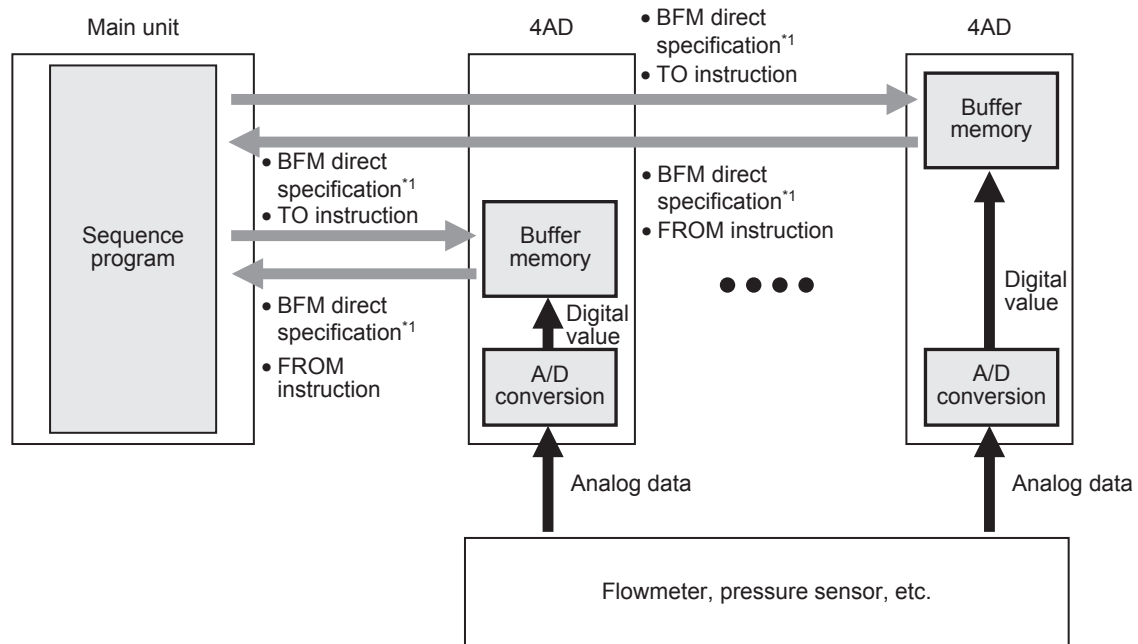 Main unit
4AD
• BFM direct
specification*1
• TO instruction
4AD
Buffer
memory
• BFM direct
specification*1
• TO instruction
• BFM direct
specification*1
• FROM instruction
Sequence
program
Buffer
memory
Digital
value
• BFM direct
specification*1
• FROM
instruction
Digital
value
A/D
conversion
A/D
conversion
Analog data
Analog data
Flowmeter, pressure sensor, etc.